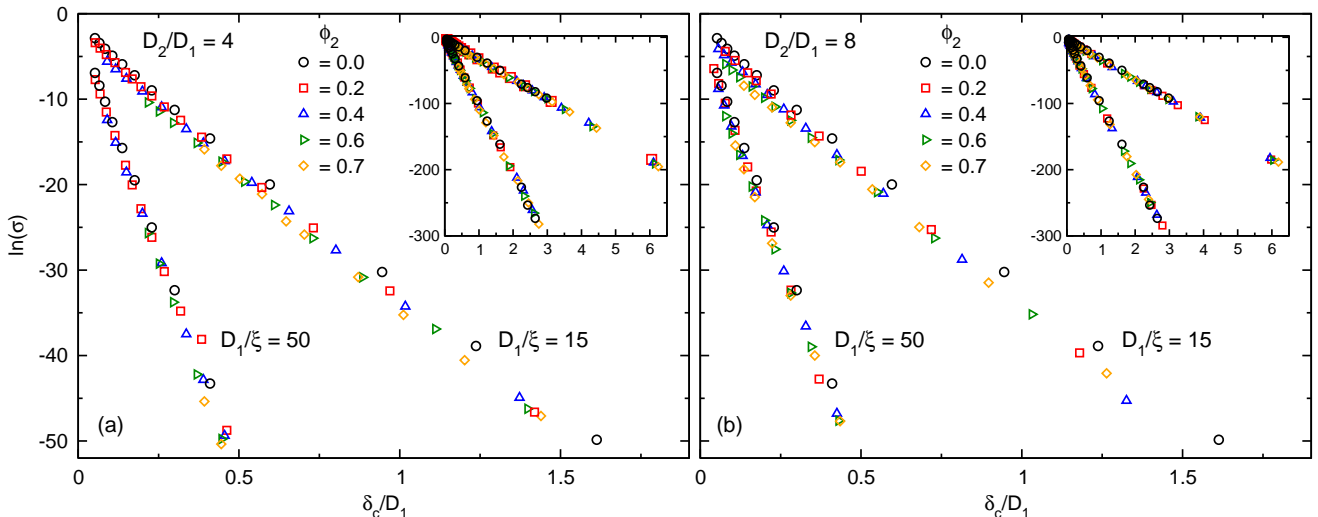 ln(σ)
0
-10
-20
-30
-40
-50
0
0.5
1
1.5
δc/D1
D2/D1 = 4
ϕ2
= 0.0
= 0.2
= 0.4
= 0.6
= 0.7
D1/ξ = 50
D1/ξ = 15
(a)
0
-100
-200
-300
0 1 2 3 4 5 6
0
0.5
1
1.5
δc/D1
D2/D1 = 8
ϕ2
= 0.0
= 0.2
= 0.4
= 0.6
= 0.7
D1/ξ = 50
D1/ξ = 15
(b)
0
-100
-200
-300
0 1 2 3 4 5 6